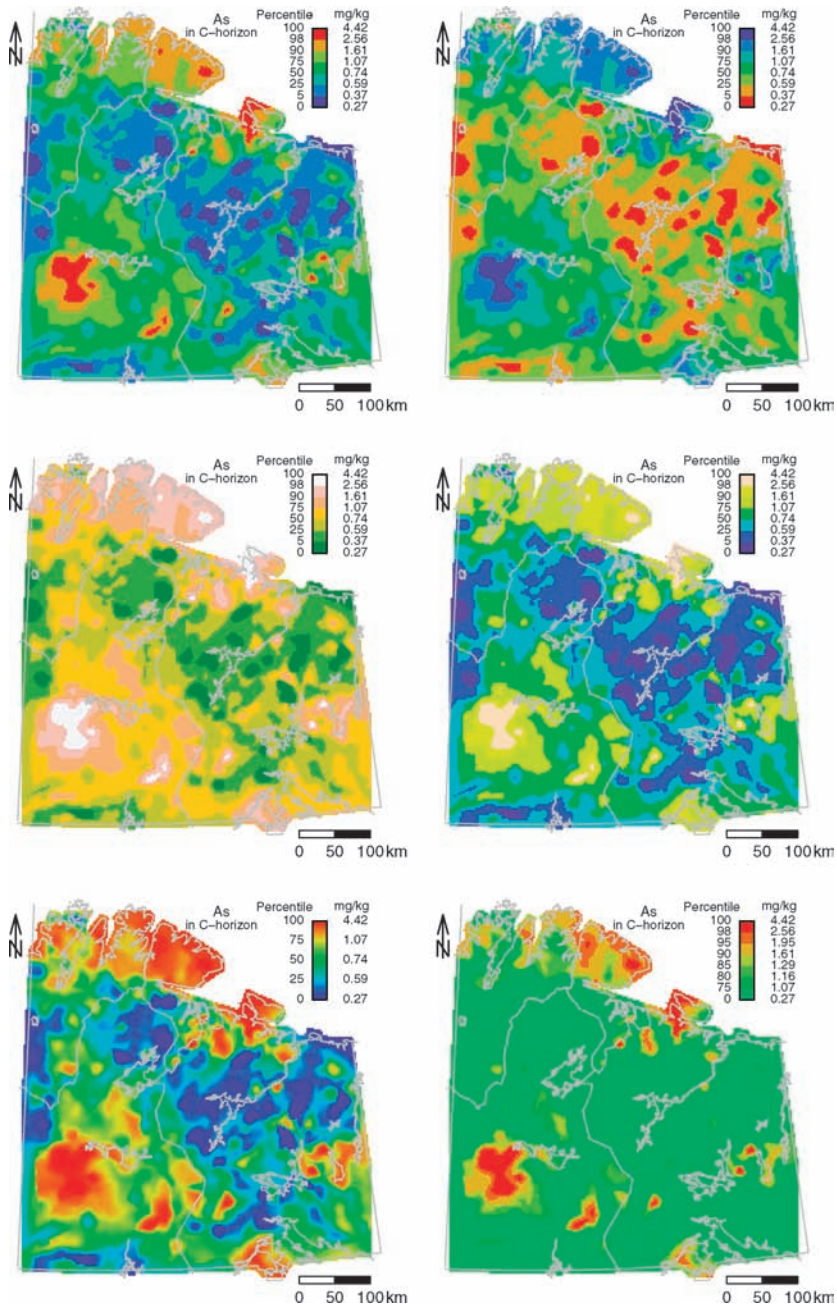 As
in C-horizon
Percentile mg/kg
100 4.42
98 2.56
90 1.61
75 1.07
50 0.74
25 0.59
5 0.37
0 0.27
N
0 50 100 km
As
in C-horizon
Percentile mg/kg
100 4.42
98 2.56
90 1.61
75 1.07
50 0.74
25 0.59
5 0.37
0 0.27
N
0 50 100 km
As
in C-horizon
Percentile mg/kg
100 4.42
98 2.56
90 1.61
75 1.07
50 0.74
25 0.59
5 0.37
0 0.27
N
0 50 100 km
As
in C-horizon
Percentile mg/kg
100 4.42
98 2.56
90 1.61
75 1.07
50 0.74
25 0.59
5 0.37
0 0.27
N
0 50 100 km
As
in C-horizon
Percentile mg/kg
100 4.42
75 1.07
50 0.74
25 0.59
0 0.27
N
0 50 100 km
As
in C-horizon
Percentile mg/kg
100 4.42
98 2.56
95 1.95
90 1.61
85 1.29
80 1.16
75 1.07
0 0.27
N
0 50 100 km